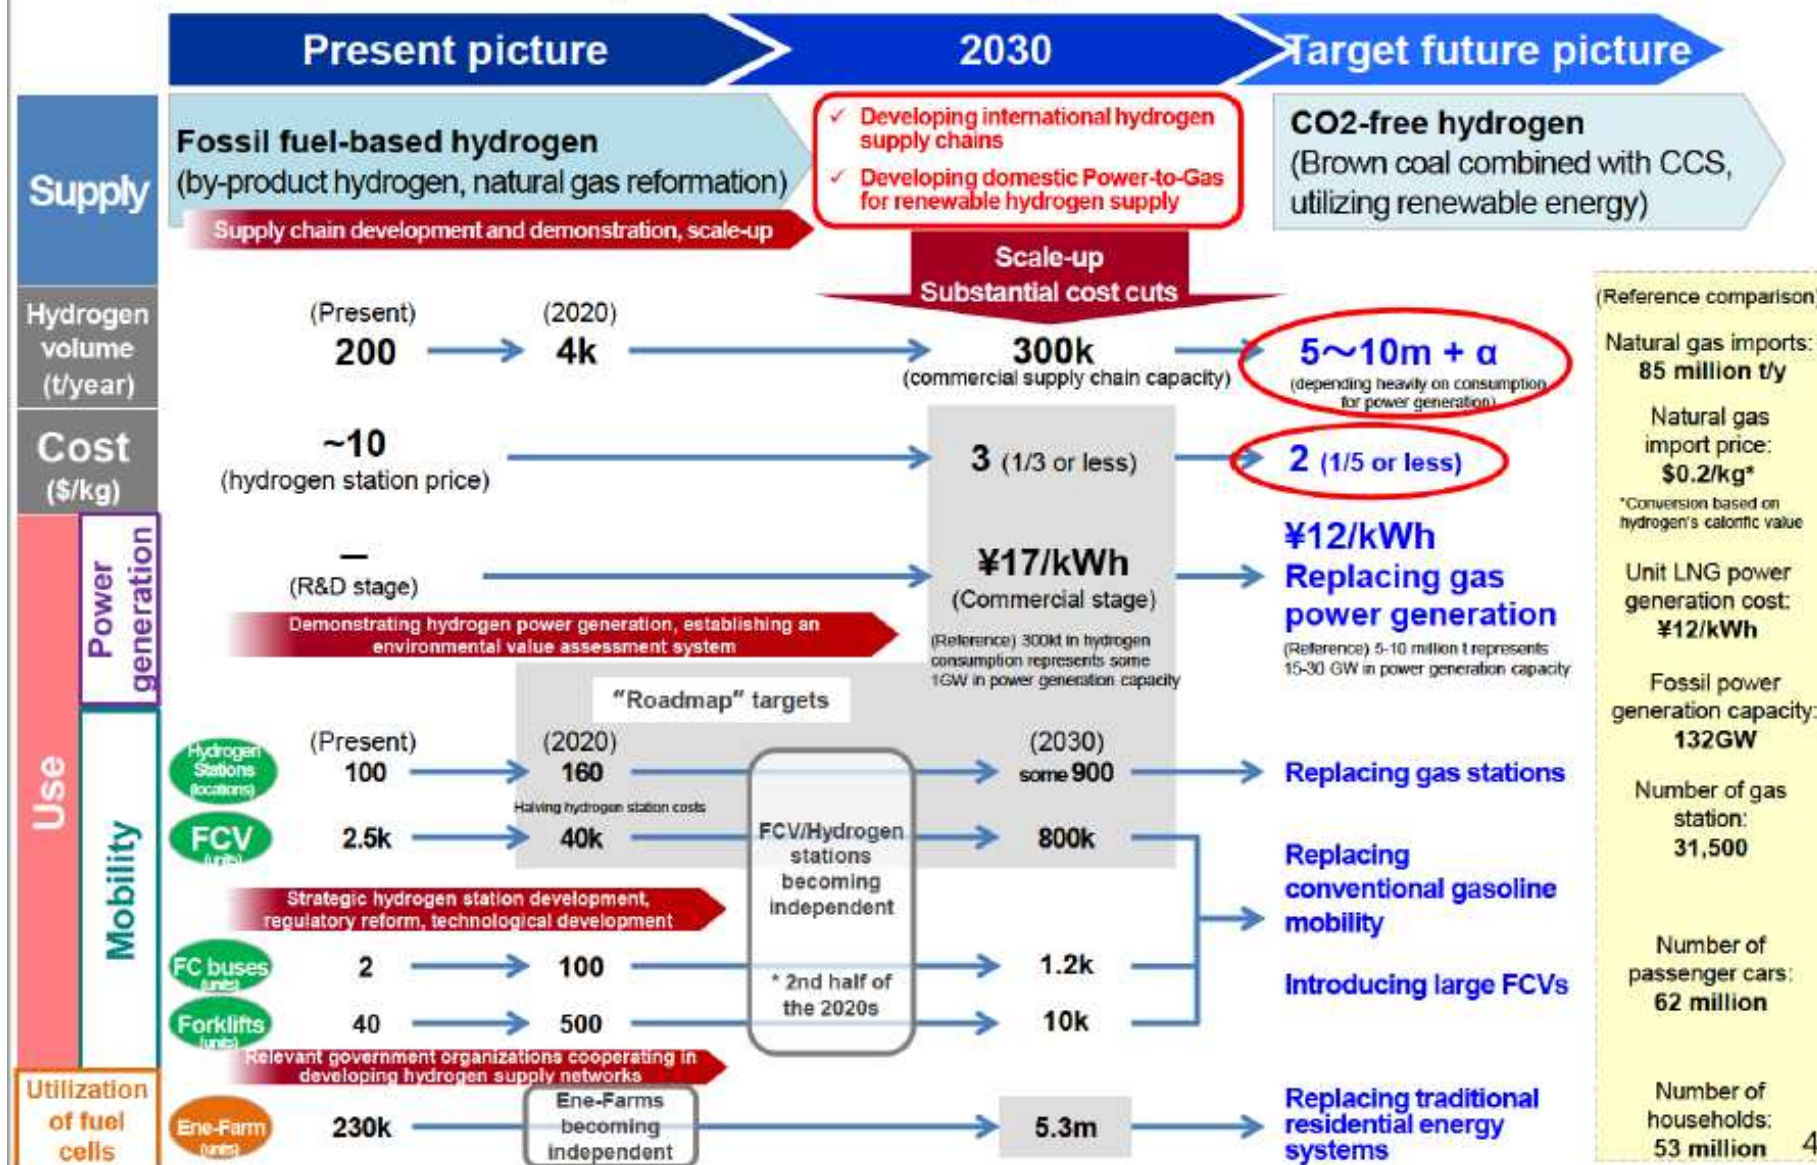 Present picture
2030
Target future picture
Supply
Fossil fuel-based hydrogen
(by-product hydrogen, natural gas reformation)
Supply chain development and demonstration, scale-up
✓ Developing international hydrogen
supply chains
✓ Developing domestic Power-to-Gas
for renewable hydrogen supply
CO2-free hydrogen
(Brown coal combined with CCS,
utilizing renewable energy)
Scale-up
Substantial cost cuts
Hydrogen
volume
(t/year)
(Present)
200
(2020)
4k
300k
(commercial supply chain capacity)
5～10m + α
(depending heavily on consumption
for power generation)
Cost
($/kg)
~10
(hydrogen station price)
3 (1/3 or less)
2 (1/5 or less)
Use
Power
generation
—
(R&D stage)
¥17/kWh
(Commercial stage)
¥12/kWh
Replacing gas
power generation
Demonstrating hydrogen power generation, establishing an
environmental value assessment system
(Reference) 300kt in hydrogen
consumption represents some
1GW in power generation capacity
(Reference) 5-10 million t represents
15-30 GW in power generation capacity
"Roadmap" targets
Mobility
Hydrogen
Stations
(locations)
(Present)
100
(2020)
160
(2030)
some 900
Replacing gas stations
Halving hydrogen station costs
FCV
(units)
2.5k
40k
800k
FCV/Hydrogen
stations
becoming
independent
* 2nd half of
the 2020s
Replacing
conventional gasoline
mobility
Strategic hydrogen station development,
regulatory reform, technological development
FC buses
(units)
2
100
1.2k
Introducing large FCVs
Forklifts
(units)
40
500
10k
Relevant government organizations cooperating in
developing hydrogen supply networks
Utilization
of fuel
cells
Ene-Farm
(units)
230k
Ene-Farms
becoming
independent
5.3m
Replacing traditional
residential energy
systems
(Reference comparison)
Natural gas imports:
85 million t/y
Natural gas
import price:
$0.2/kg*
*Conversion based on
hydrogen's calorific value
Unit LNG power
generation cost:
¥12/kWh
Fossil power
generation capacity:
132GW
Number of gas
station:
31,500
Number of
passenger cars:
62 million
Number of
households:
53 million
4